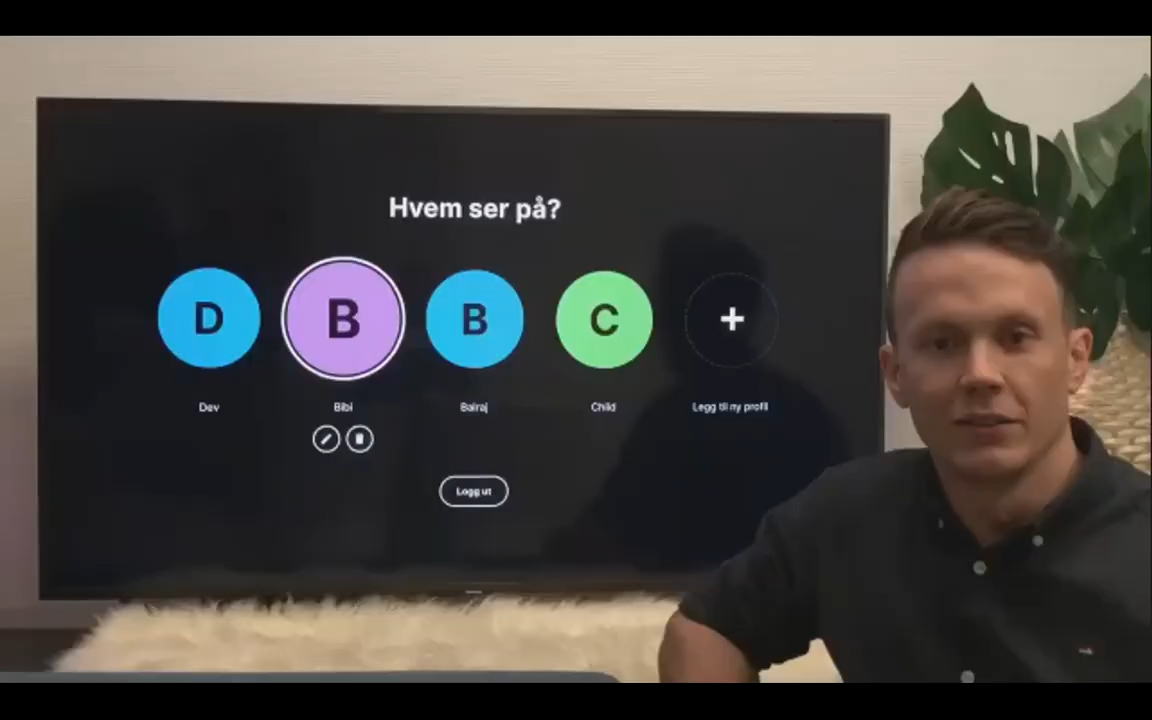 Hvem ser på?
D B B C +
Dev Bibi Balraj Child Legg til ny profil
Logg ut